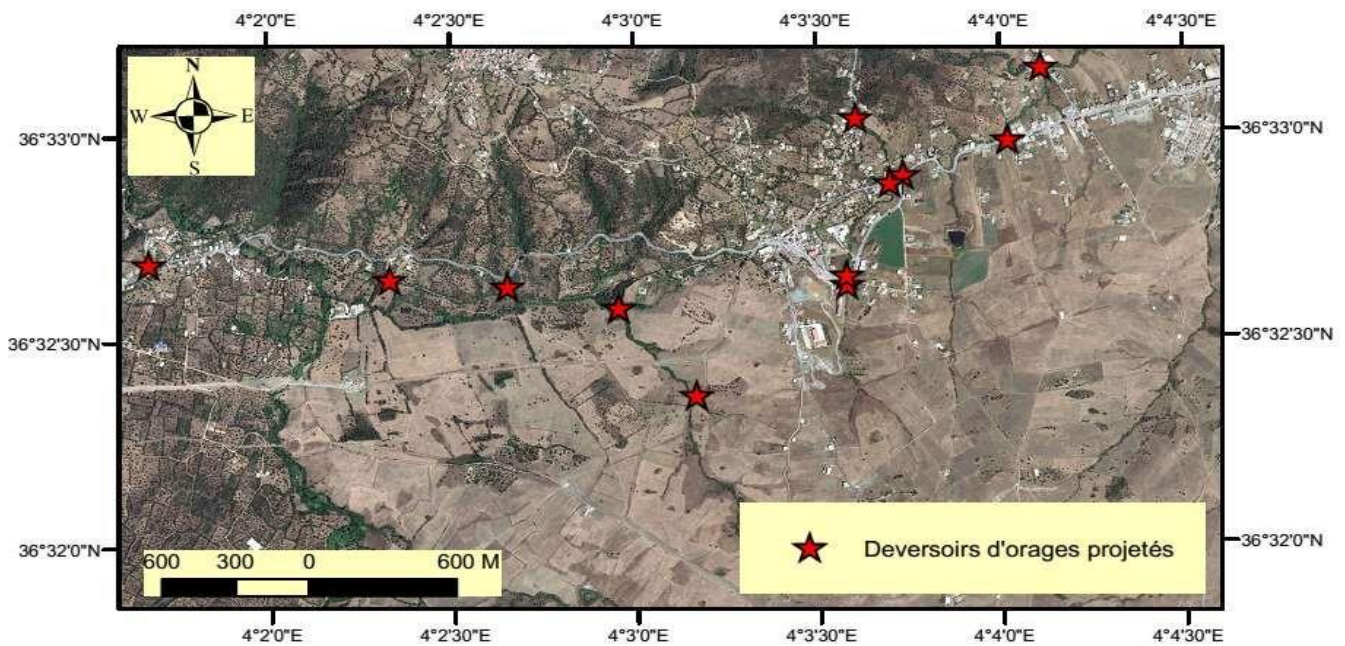 4°2'0"E 4°2'30"E 4°3'0"E 4°3'30"E 4°4'0"E 4°4'30"E
N
W E
S
36°33'0"N 36°33'0"N
36°32'30"N 36°32'30"N
36°32'0"N 36°32'0"N
600 300 0 600 M
Deversoirs d'orages projetés
4°2'0"E 4°2'30"E 4°3'0"E 4°3'30"E 4°4'0"E 4°4'30"E